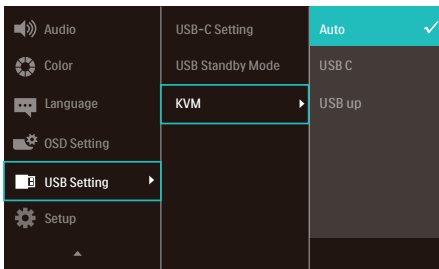 Audio
Color
Language
OSD Setting
USB Setting
Setup
USB-C Setting
USB Standby Mode
KVM
Auto
USB C
USB up